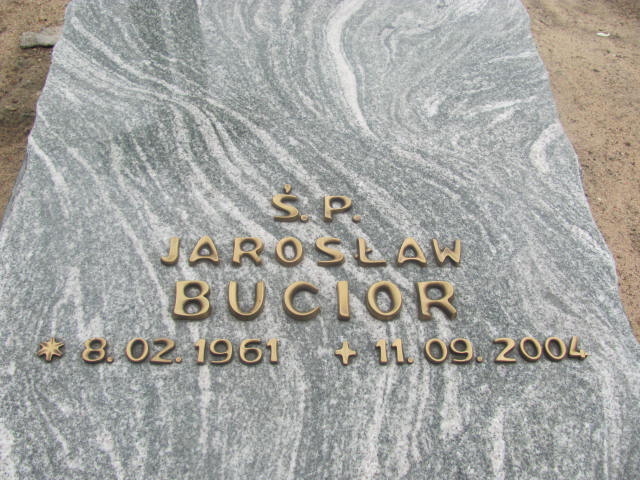 Ś. P.
JAROSŁAW
BUCIOR
* 8. 02. 1961 + 11. 09. 2004